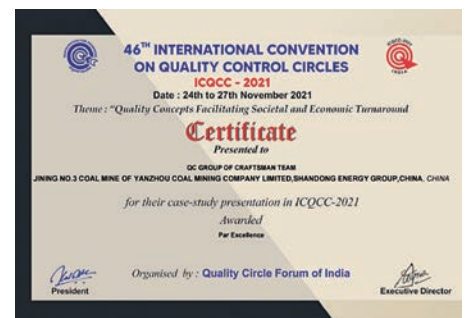 46TH INTERNATIONAL CONVENTION
ON QUALITY CONTROL CIRCLES
ICQCC - 2021
Date : 24th to 27th November 2021
Theme : "Quality Concepts Facilitating Societal and Economic Turnaround
Certificate
Presented to
QC GROUP OF CRAFTSMAN TEAM
JINING NO.3 COAL MINE OF YANZHOU COAL MINING COMPANY LIMITED,SHANDONG ENERGY GROUP,CHINA, CHINA
for their case-study presentation in ICQCC-2021
Awarded
Par Excellence
Organised by : Quality Circle Forum of India
President
Executive Director